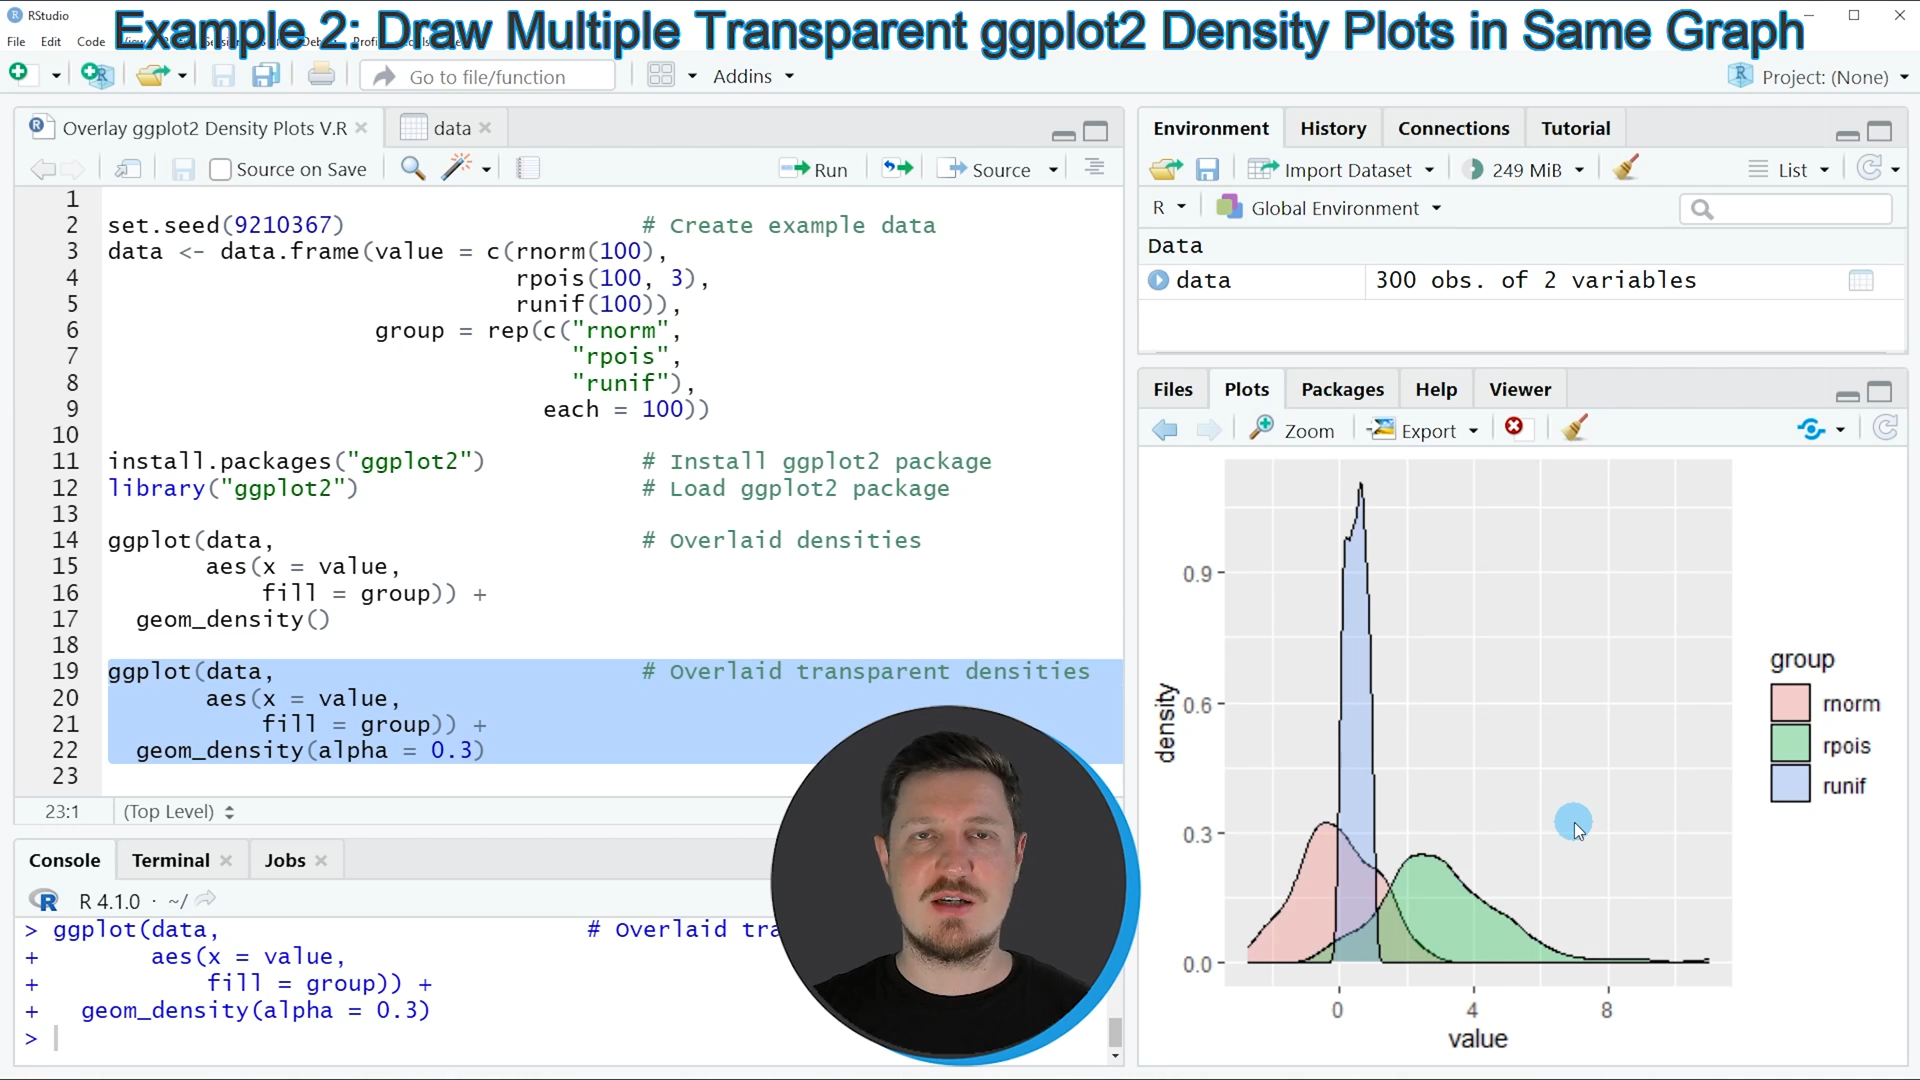 RStudio
Example 2: Draw Multiple Transparent ggplot2 Density Plots in Same Graph
File Edit Code
Go to file/function
Addins
Project: (None)
Overlay ggplot2 Density Plots V.R
data
Source on Save
Run
Source
1
2 set.seed(9210367) # Create example data
3 data <- data.frame(value = c(rnorm(100),
4 rpois(100, 3),
5 runif(100)),
6 group = rep(c("rnorm",
7 "rpois",
8 "runif"),
9 each = 100))
10
11 install.packages("ggplot2") # Install ggplot2 package
12 library("ggplot2") # Load ggplot2 package
13
14 ggplot(data, # Overlaid densities
15 aes(x = value,
16 fill = group)) +
17 geom_density()
18
19 ggplot(data, # Overlaid transparent densities
20 aes(x = value,
21 fill = group)) +
22 geom_density(alpha = 0.3)
23
23:1 (Top Level)
Console Terminal Jobs
R 4.1.0 · ~/
> ggplot(data, # Overlaid tra
+ aes(x = value,
+ fill = group)) +
+ geom_density(alpha = 0.3)
>
Environment History Connections Tutorial
Import Dataset 249 MiB List
R Global Environment
Data
data 300 obs. of 2 variables
Files Plots Packages Help Viewer
Zoom Export
0.9
0.6
0.3
0.0
density
0 4 8
value
group
rnorm
rpois
runif